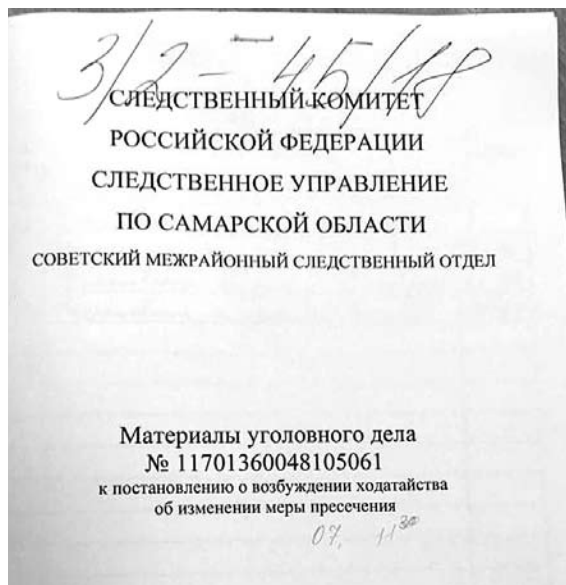 3/2-45/18
СЛЕДСТВЕННЫЙ КОМИТЕТ
РОССИЙСКОЙ ФЕДЕРАЦИИ
СЛЕДСТВЕННОЕ УПРАВЛЕНИЕ
ПО САМАРСКОЙ ОБЛАСТИ
СОВЕТСКИЙ МЕЖРАЙОННЫЙ СЛЕДСТВЕННЫЙ ОТДЕЛ
Материалы уголовного дела
№ 11701360048105061
к постановлению о возбуждении ходатайства
об изменении меры пресечения
07, 11³⁰